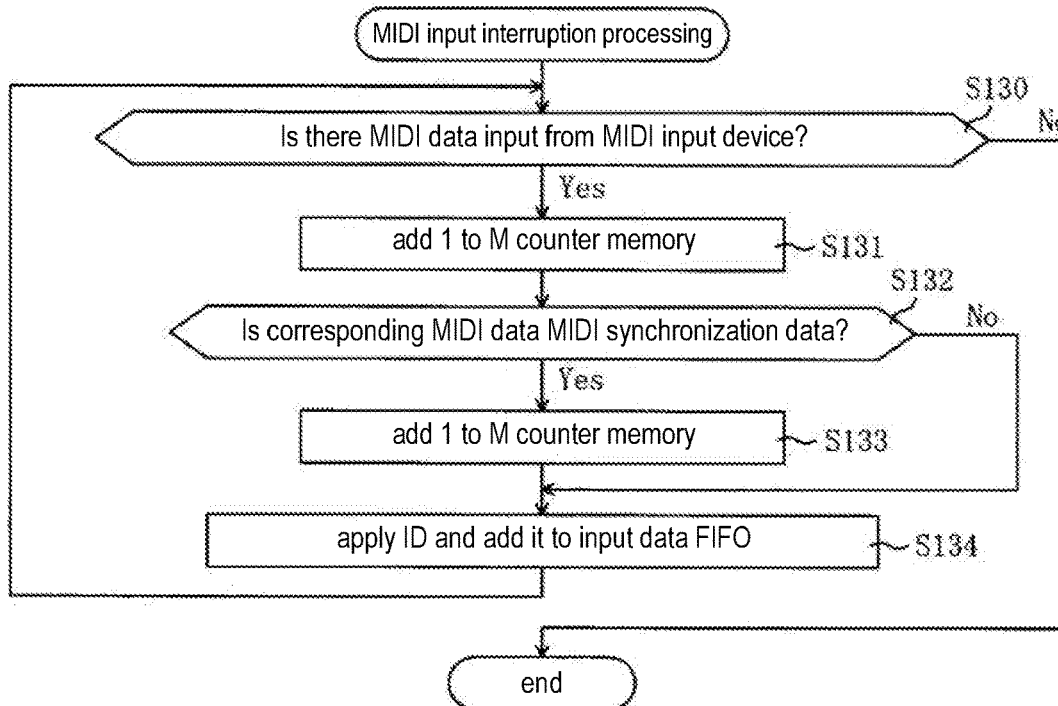 MIDI input interruption processing
S130
Is there MIDI data input from MIDI input device?
No
Yes
add 1 to M counter memory
S131
S132
Is corresponding MIDI data MIDI synchronization data?
No
Yes
add 1 to M counter memory
S133
apply ID and add it to input data FIFO
S134
end